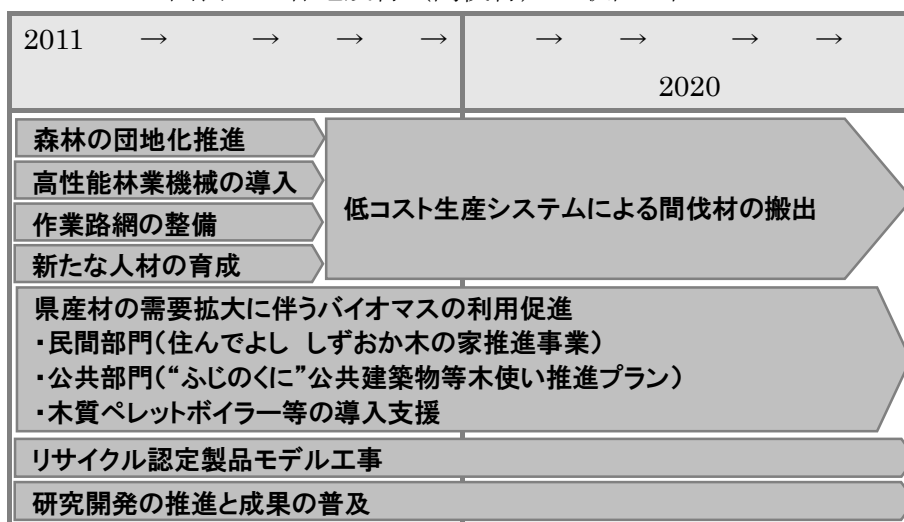 2011 → → → → → → → →
2020
森林の団地化推進
高性能林業機械の導入
作業路網の整備
新たな人材の育成
低コスト生産システムによる間伐材の搬出
県産材の需要拡大に伴うバイオマスの利用促進
・民間部門(住んでよし しずおか木の家推進事業)
・公共部門(“ふじのくに”公共建築物等木使い推進プラン)
・木質ペレットボイラー等の導入支援
リサイクル認定製品モデル工事
研究開発の推進と成果の普及